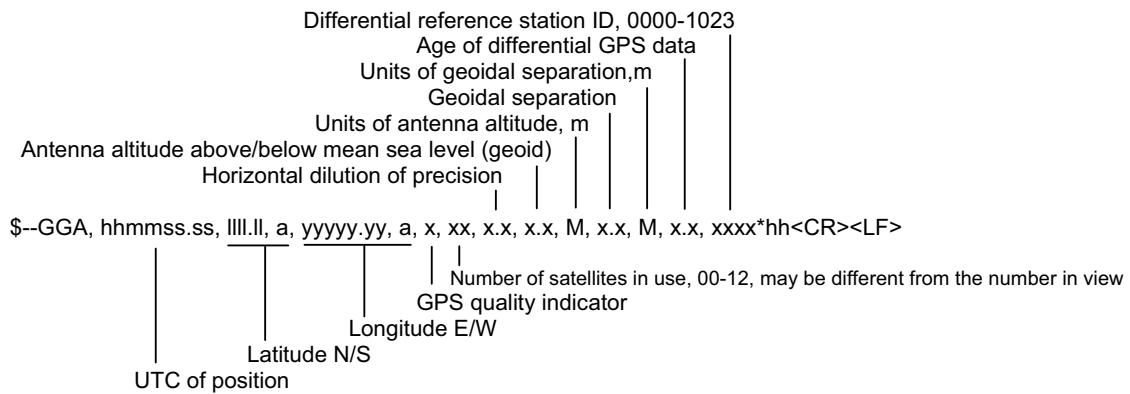 Differential reference station ID, 0000-1023
Age of differential GPS data
Units of geoidal separation,m
Geoidal separation
Units of antenna altitude, m
Antenna altitude above/below mean sea level (geoid)
Horizontal dilution of precision
$--GGA, hhmmss.ss, llll.ll, a, yyyyy.yy, a, x, xx, x.x, x.x, M, x.x, M, x.x, xxxx*hh<CR><LF>
Number of satellites in use, 00-12, may be different from the number in view
GPS quality indicator
Longitude E/W
Latitude N/S
UTC of position